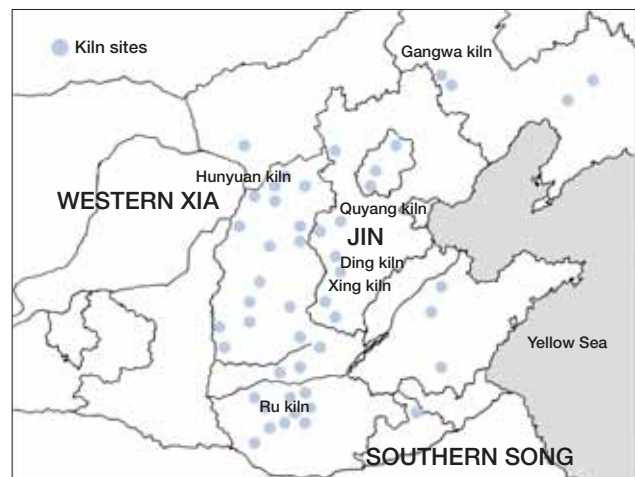 Kiln sites
Gangwa kiln
Hunyuan kiln
WESTERN XIA
Quyang kiln
JIN
Ding kiln
Xing kiln
Yellow Sea
Ru kiln
SOUTHERN SONG